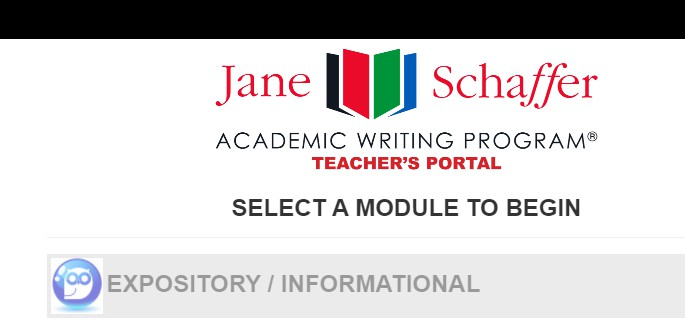 Jane Schaffer
ACADEMIC WRITING PROGRAM®
TEACHER'S PORTAL
SELECT A MODULE TO BEGIN
EXPOSITORY / INFORMATIONAL